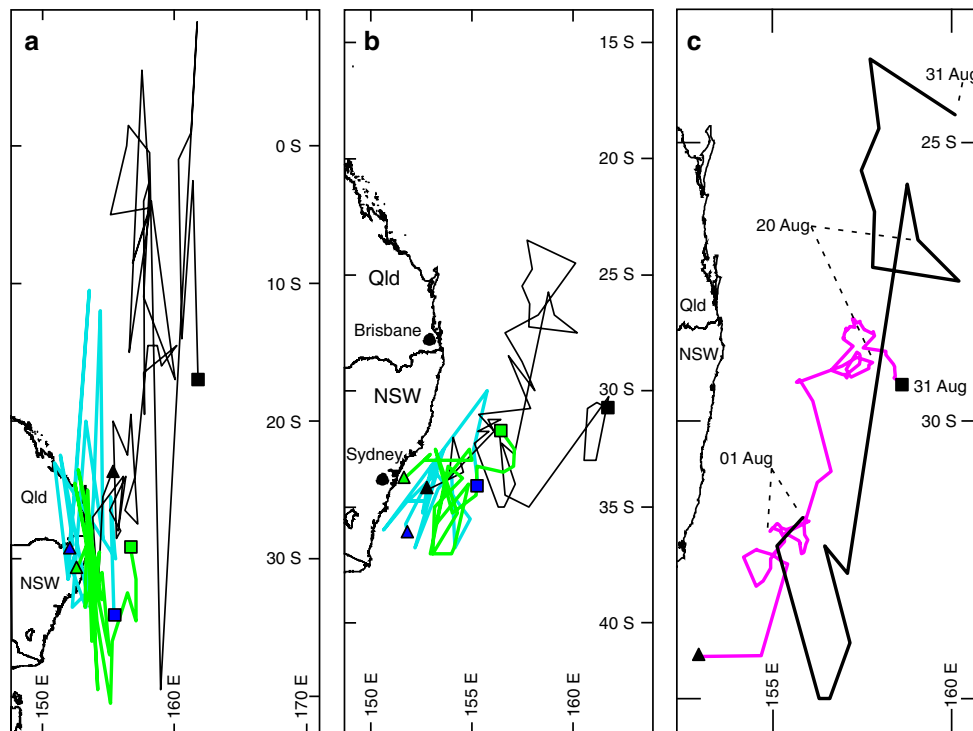 a
0 S
10 S
Qld
20 S
NSW
30 S
150 E
160 E
170 E
b
15 S
20 S
Qld
25 S
Brisbane
NSW
30 S
Sydney
35 S
40 S
150 E
155 E
160 E
c
31 Aug
25 S
20 Aug
Qld
NSW
31 Aug
30 S
01 Aug
155 E
160 E